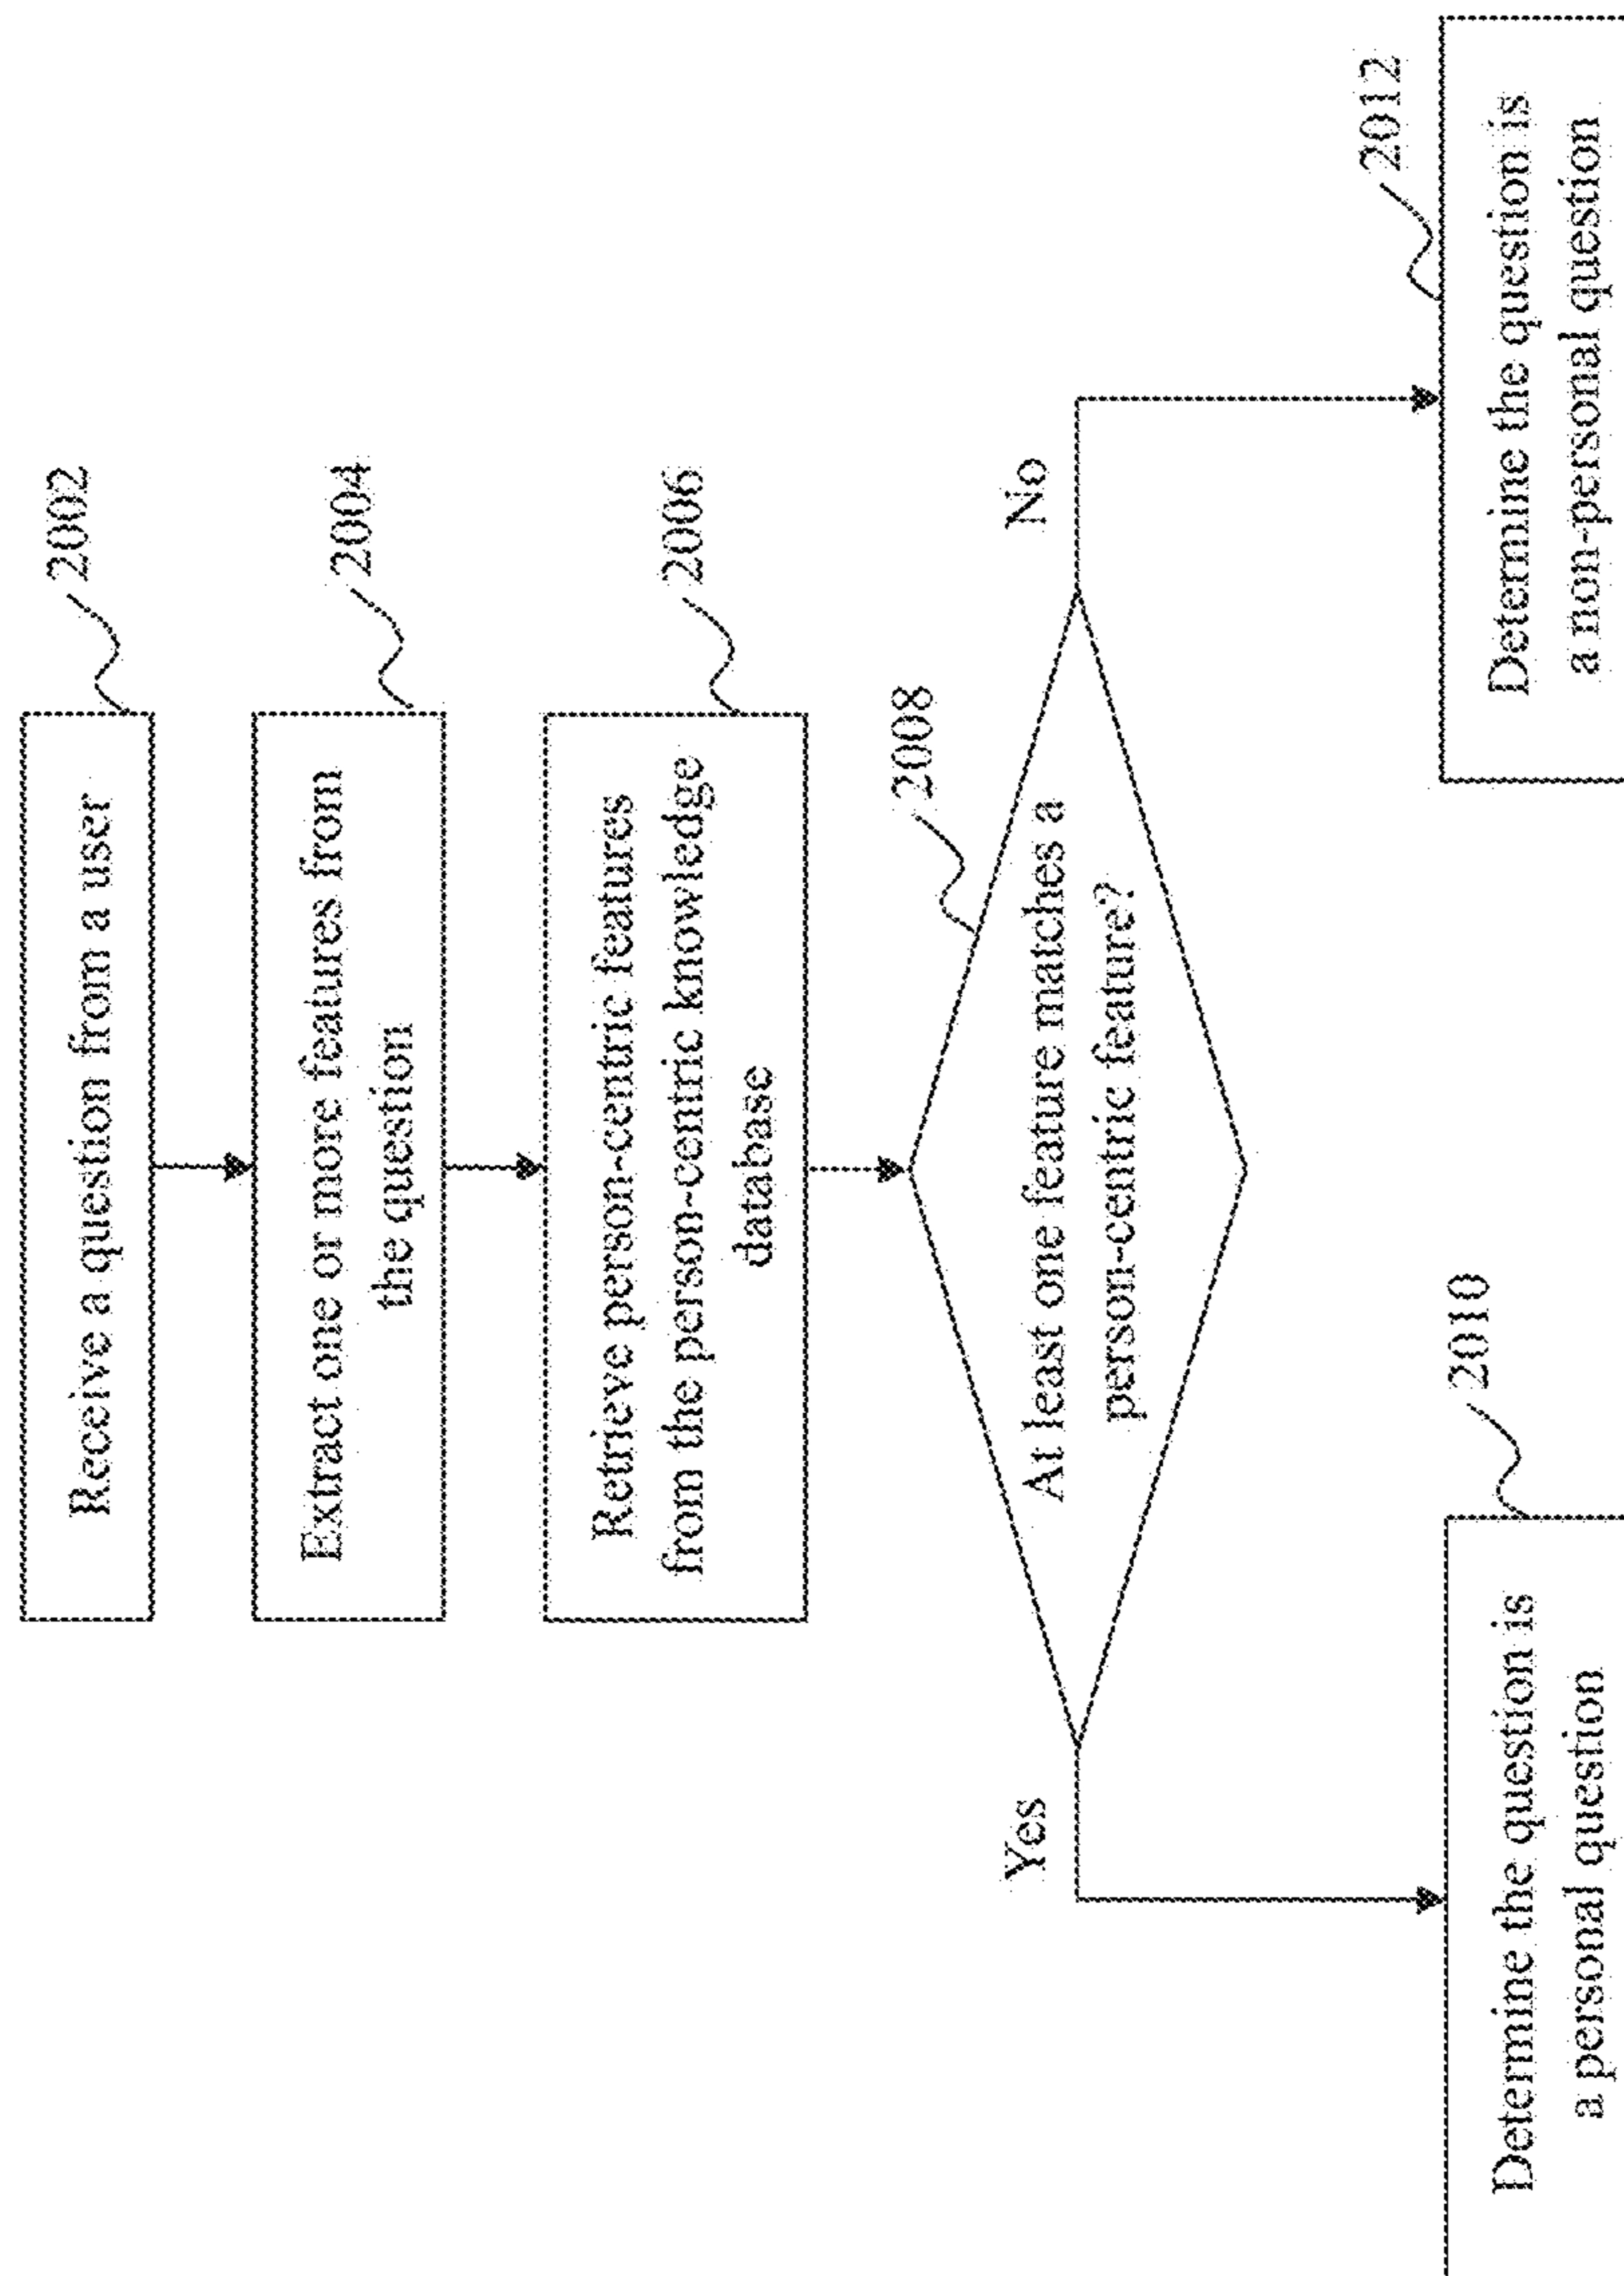 Receive a question from a user
2002
Extract one or more features from
the question
2004
Retrieve person-centric features
from the person-centric knowledge
database
2006
At least one feature matches a
person-centric feature?
2008
Yes
No
Determine the question is
a personal question
2010
Determine the question is
a non-personal question
2012